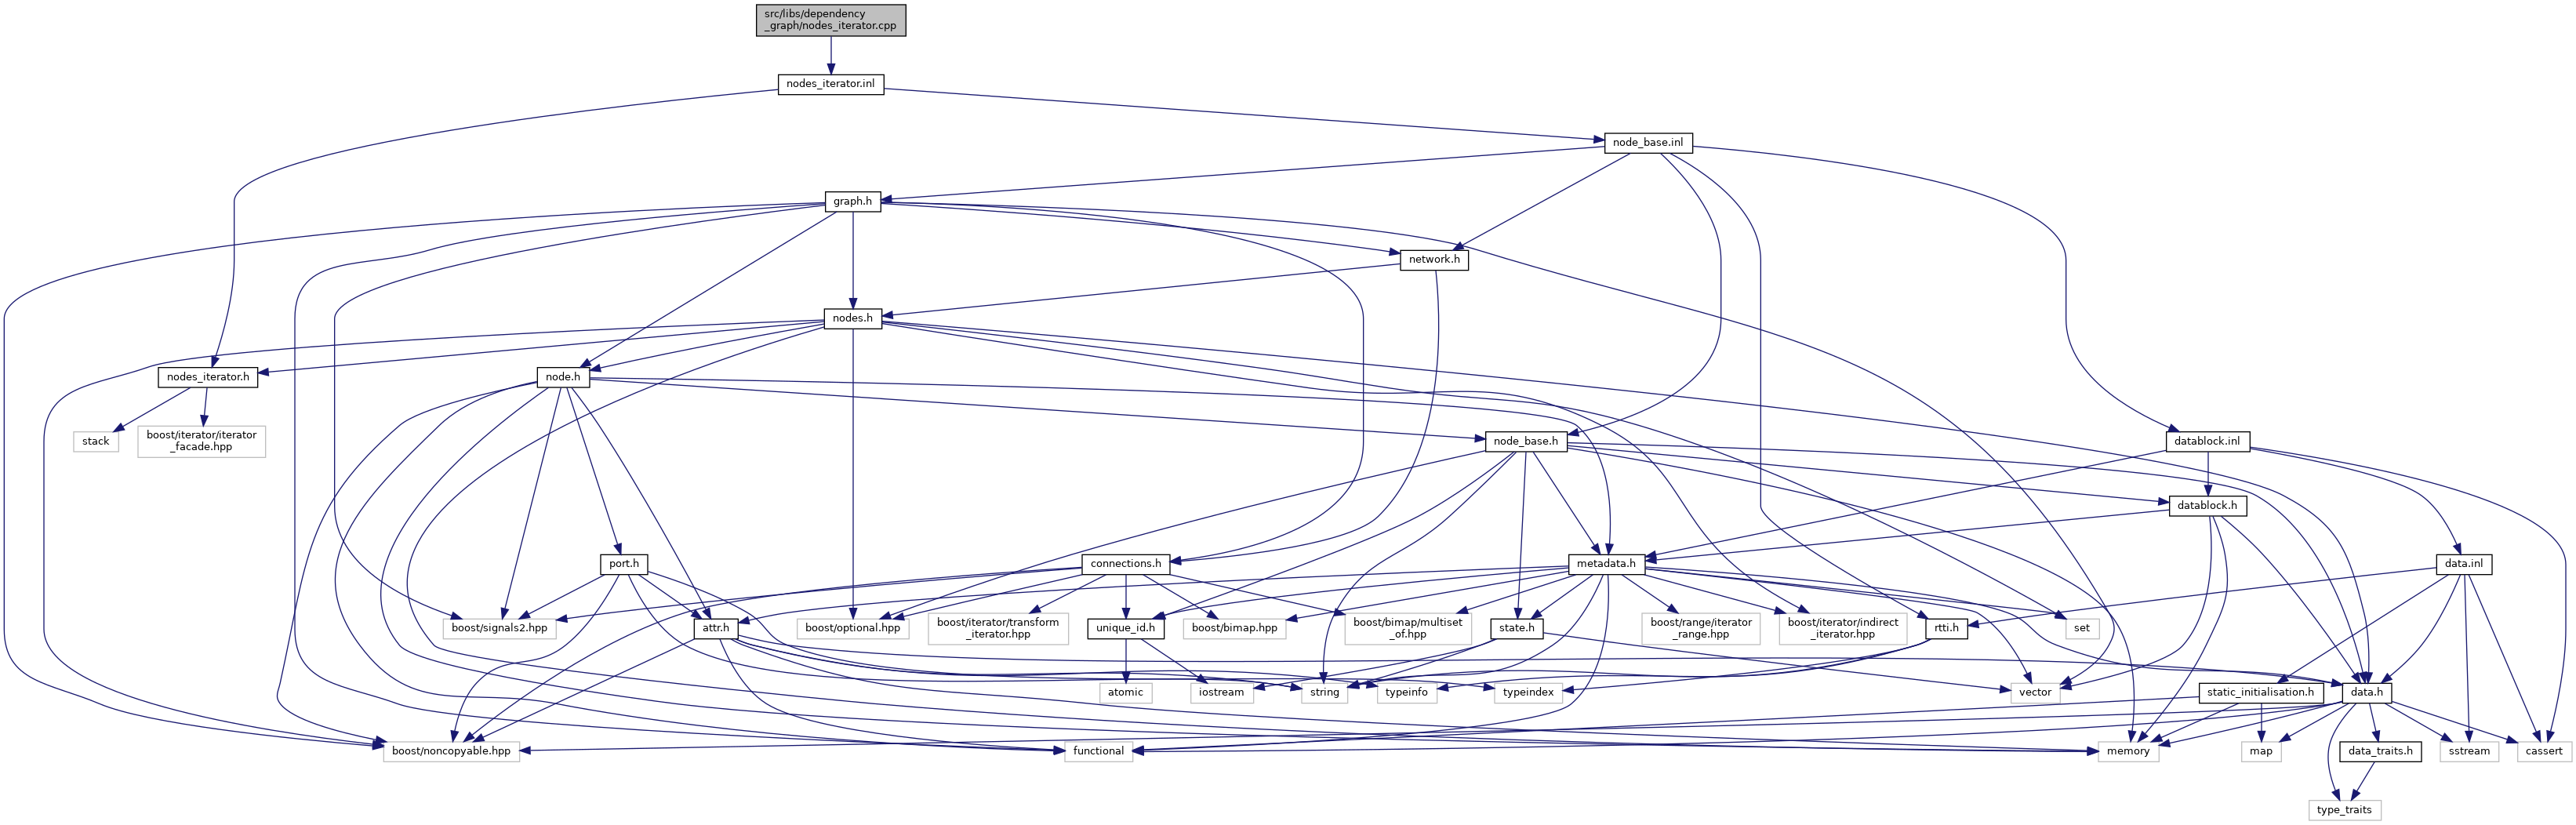 src/libs/dependency
_graph/nodes_iterator.cpp
nodes_iterator.inl
node_base.inl
graph.h
network.h
nodes.h
nodes_iterator.h
node.h
stack
boost/iterator/iterator
_facade.hpp
node_base.h
datablock.inl
datablock.h
port.h
connections.h
metadata.h
data.inl
boost/signals2.hpp
attr.h
boost/optional.hpp
boost/iterator/transform
_iterator.hpp
unique_id.h
boost/bimap.hpp
boost/bimap/multiset
_of.hpp
state.h
boost/range/iterator
_range.hpp
boost/iterator/indirect
_iterator.hpp
rtti.h
set
atomic
iostream
string
typeinfo
typeindex
vector
static_initialisation.h
data.h
boost/noncopyable.hpp
functional
memory
map
data_traits.h
sstream
cassert
type_traits